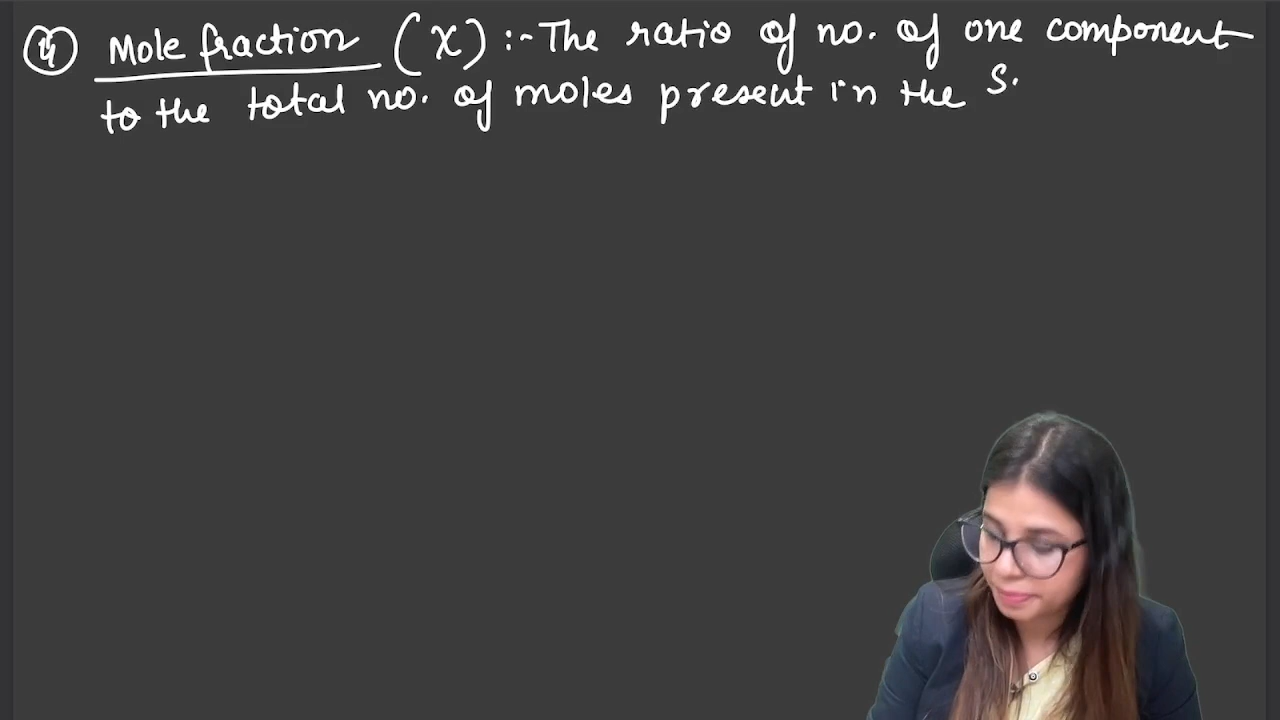 ④ Mole fraction (X) :- The ratio of no. of one component
to the total no. of moles present in the s.